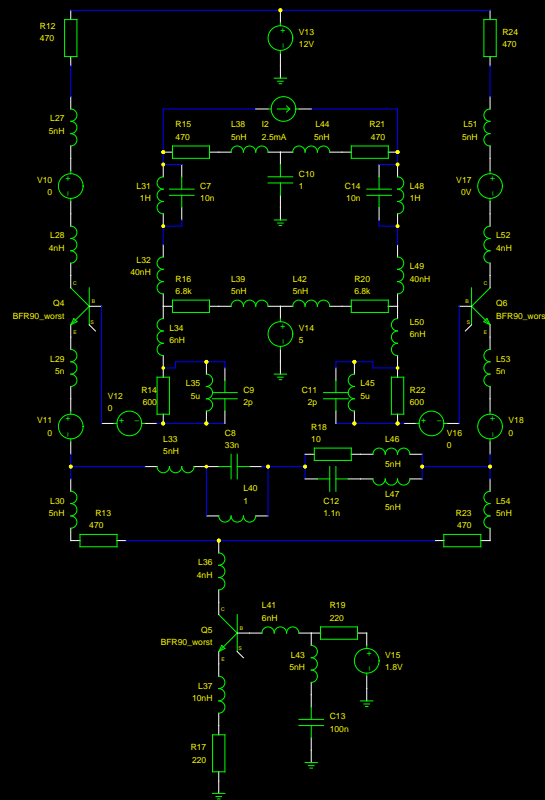 R12
470
V13
12V
R24
470
L27
5nH
R15
470
L38
5nH
I2
2.5mA
L44
5nH
R21
470
L51
5nH
V10
0
L31
1H
C7
10n
C10
1
C14
10n
L48
1H
V17
0V
L28
4nH
L32
40nH
R16
6.8k
L39
5nH
L42
5nH
R20
6.8k
L49
40nH
L52
4nH
C
B
E
S
Q4
BFR90_worst
L34
6nH
V14
5
L50
6nH
C
B
E
S
Q6
BFR90_worst
L29
5n
V12
0
R14
600
L35
5u
C9
2p
C11
2p
L45
5u
R22
600
L53
5n
V11
0
V16
0
V18
0
L33
5nH
C8
33n
L40
1
R18
10
L46
5nH
C12
1.1n
L47
5nH
L30
5nH
R13
470
R23
470
L54
5nH
L36
4nH
C
B
E
S
Q5
BFR90_worst
L41
6nH
R19
220
L43
5nH
V15
1.8V
L37
10nH
C13
100n
R17
220